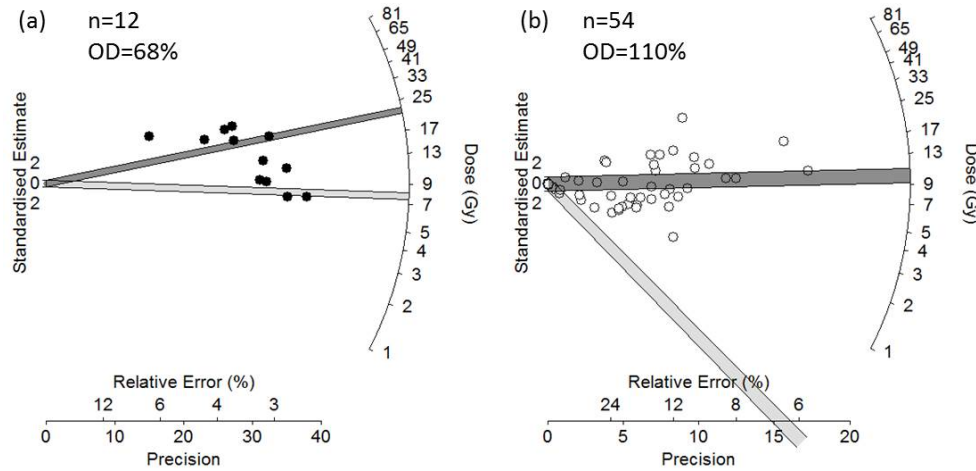 (a) n=12
OD=68%
Standardised Estimate
2
0
2
81
65
49
41
33
25
17
13
9
7
5
4
3
2
1
Dose (Gy)
Relative Error (%)
12 6 4 3
0 10 20 30 40
Precision
(b) n=54
OD=110%
Standardised Estimate
2
0
2
81
65
49
41
33
25
17
13
9
7
5
4
3
2
1
Dose (Gy)
Relative Error (%)
24 12 8 6
0 5 10 15 20
Precision